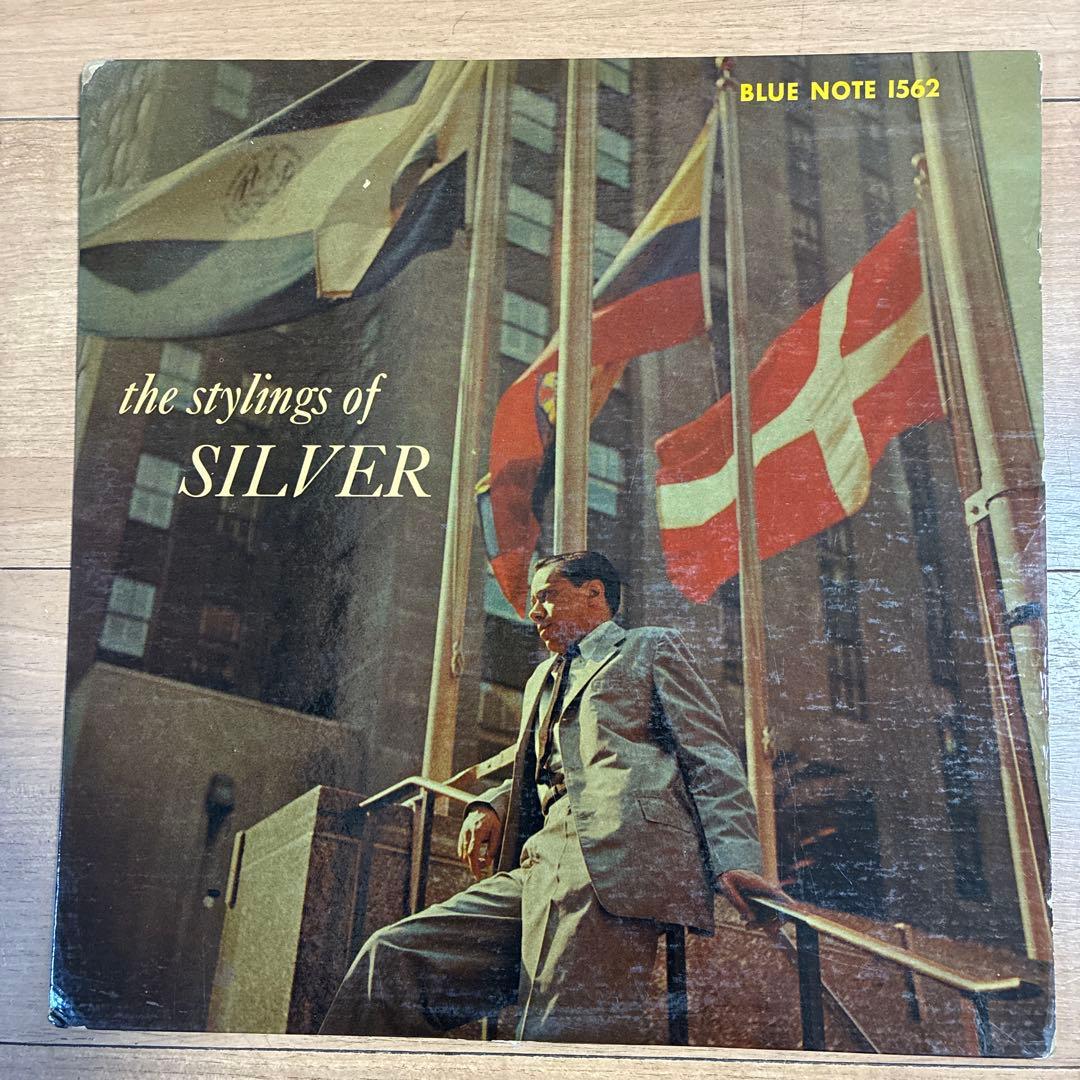 BLUE NOTE 1562
the stylings of
SILVER